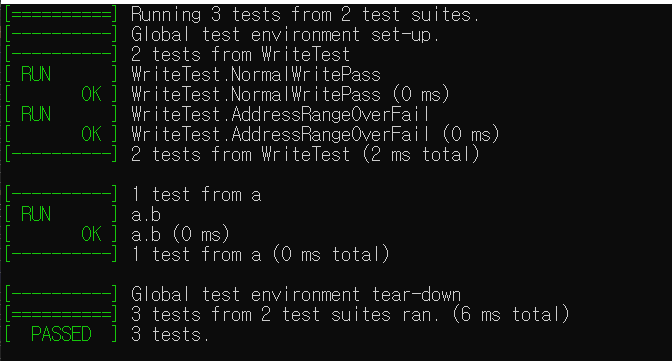 [==========] Running 3 tests from 2 test suites.
[----------] Global test environment set-up.
[----------] 2 tests from WriteTest
[ RUN      ] WriteTest.NormalWritePass
[       OK ] WriteTest.NormalWritePass (0 ms)
[ RUN      ] WriteTest.AddressRangeOverFail
[       OK ] WriteTest.AddressRangeOverFail (0 ms)
[----------] 2 tests from WriteTest (2 ms total)

[----------] 1 test from a
[ RUN      ] a.b
[       OK ] a.b (0 ms)
[----------] 1 test from a (0 ms total)

[----------] Global test environment tear-down
[==========] 3 tests from 2 test suites ran. (6 ms total)
[  PASSED  ] 3 tests.